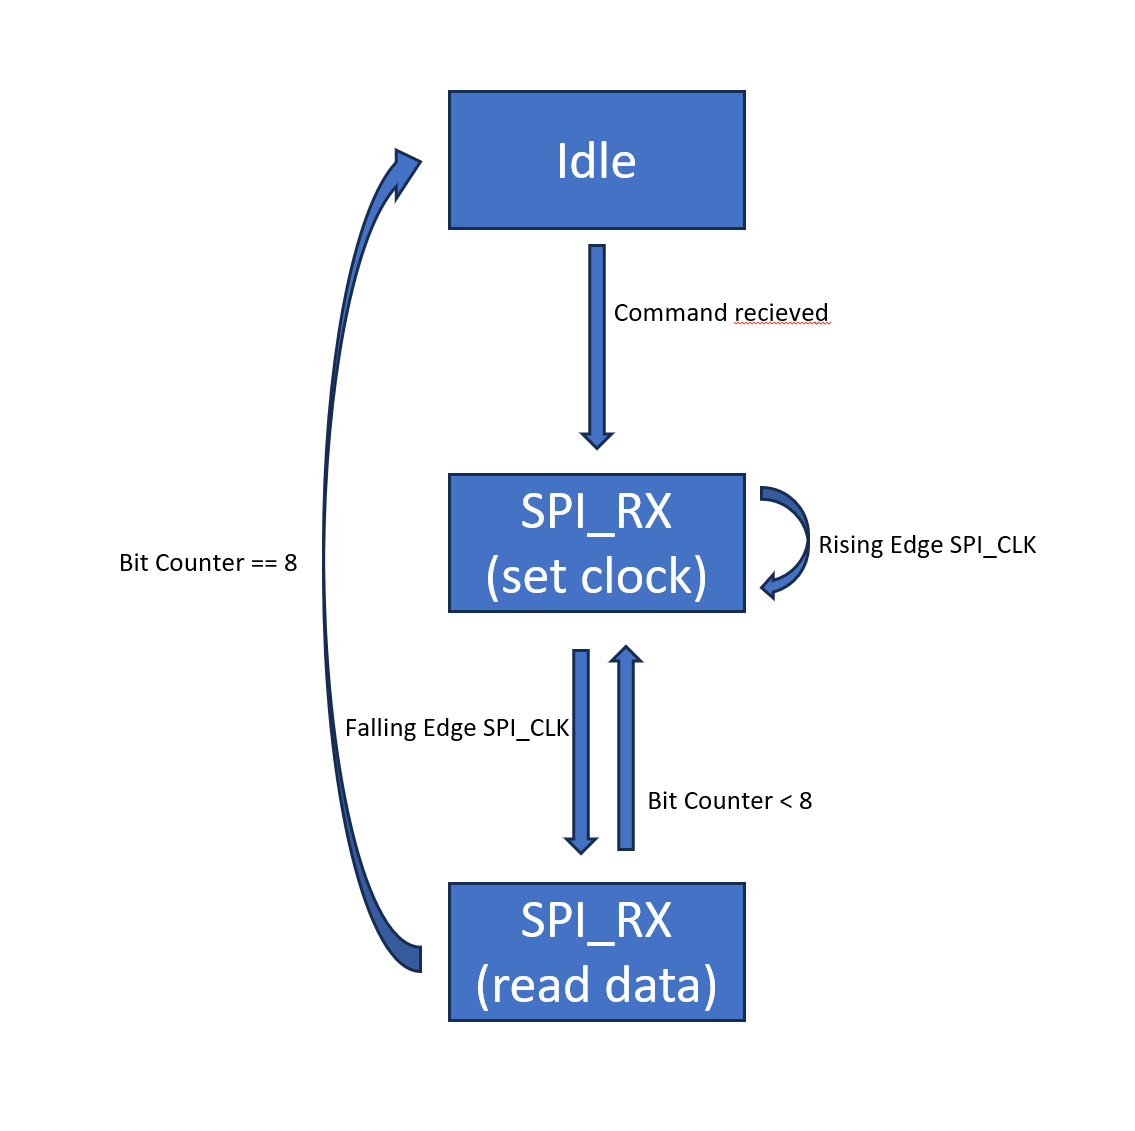 Idle
Command recieved
SPI_RX
(set clock)
Rising Edge SPI_CLK
Bit Counter == 8
Falling Edge SPI_CLK
Bit Counter < 8
SPI_RX
(read data)